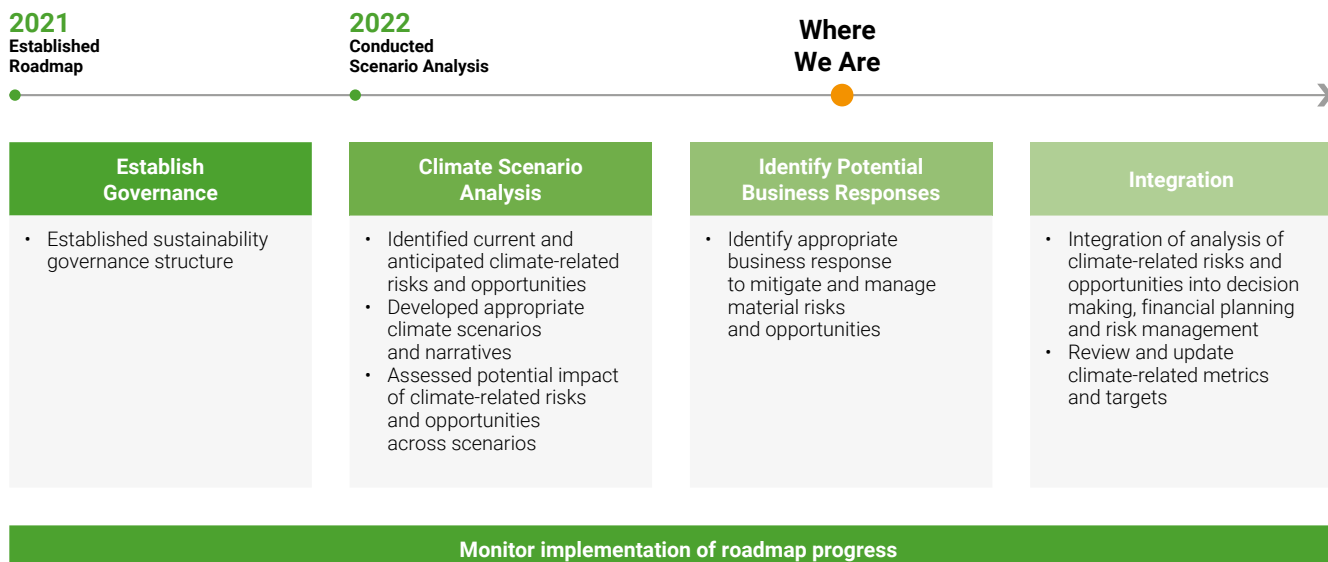 2021
Established
Roadmap
2022
Conducted
Scenario Analysis
Where
We Are
Establish
Governance
• Established sustainability
governance structure
Climate Scenario
Analysis
• Identified current and
anticipated climate-related
risks and opportunities
• Developed appropriate
climate scenarios
and narratives
• Assessed potential impact
of climate-related risks
and opportunities
across scenarios
Identify Potential
Business Responses
• Identify appropriate
business response
to mitigate and manage
material risks
and opportunities
Integration
• Integration of analysis of
climate-related risks and
opportunities into decision
making, financial planning
and risk management
• Review and update
climate-related metrics
and targets
Monitor implementation of roadmap progress